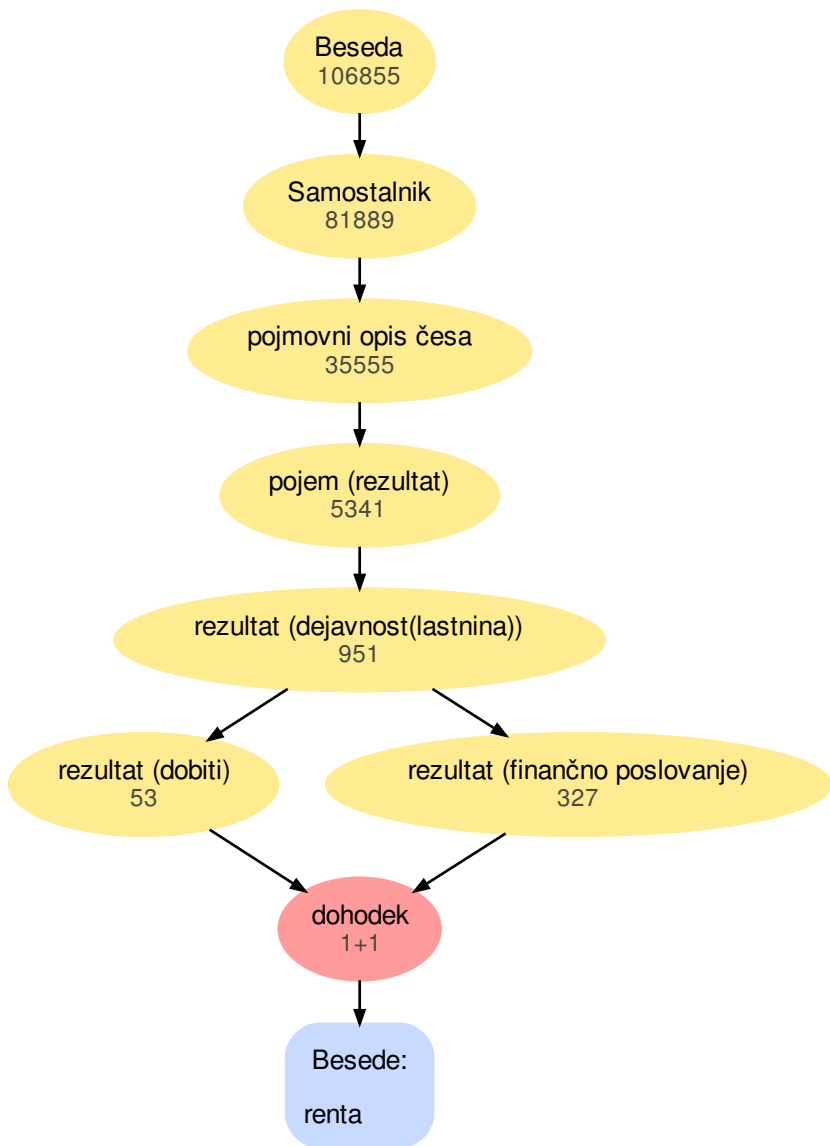 Beseda
106855
Samostalnik
81889
pojmovni opis česa
35555
pojem (rezultat)
5341
rezultat (dejavnost(lastnina))
951
rezultat (dobiti)
53
rezultat (finančno poslovanje)
327
dohodek
1+1
Besede:
renta